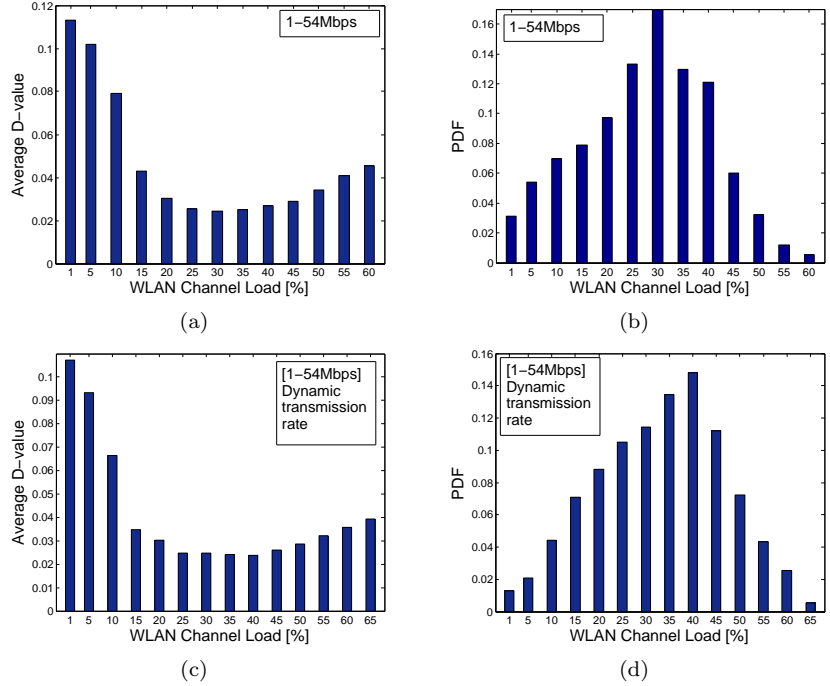 0.12
0.1
0.08
0.06
0.04
0.02
0
Average D-value
1-54Mbps
1 5 10 15 20 25 30 35 40 45 50 55 60
WLAN Channel Load [%]
(a)
0.16
0.14
0.12
0.1
0.08
0.06
0.04
0.02
0
PDF
1-54Mbps
1 5 10 15 20 25 30 35 40 45 50 55 60
WLAN Channel Load [%]
(b)
0.1
0.09
0.08
0.07
0.06
0.05
0.04
0.03
0.02
0.01
0
Average D-value
[1-54Mbps]
Dynamic
transmission
rate
1 5 10 15 20 25 30 35 40 45 50 55 60 65
WLAN Channel Load [%]
(c)
0.16
0.14
0.12
0.1
0.08
0.06
0.04
0.02
0
PDF
[1-54Mbps]
Dynamic
transmission
rate
1 5 10 15 20 25 30 35 40 45 50 55 60 65
WLAN Channel Load [%]
(d)